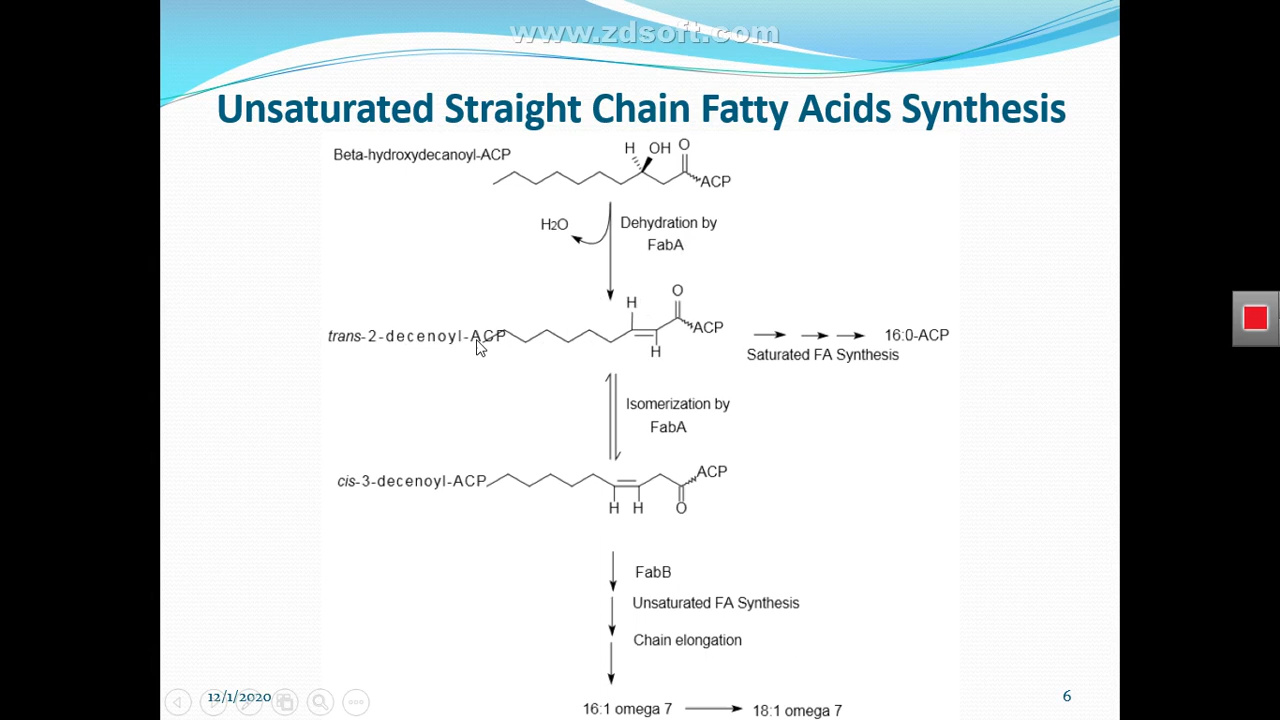 www.zdsoft.com
Unsaturated Straight Chain Fatty Acids Synthesis
Beta-hydroxydecanoyl-ACP
H OH O
ACP
H2O
Dehydration by
FabA
O
H
trans-2-decenoyl-ACP
ACP
H
16:0-ACP
Saturated FA Synthesis
Isomerization by
FabA
cis-3-decenoyl-ACP
ACP
H H O
FabB
Unsaturated FA Synthesis
Chain elongation
16:1 omega 7
18:1 omega 7
12/1/2020
6